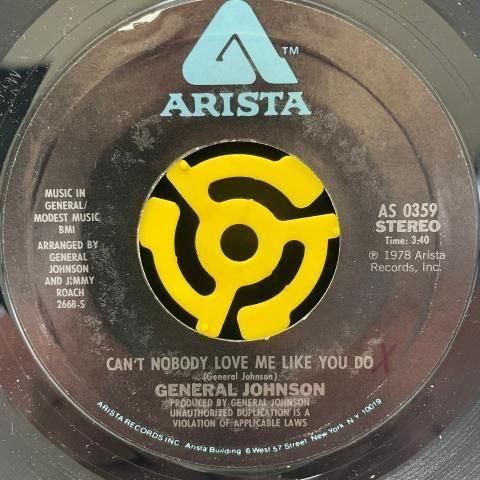 TM
ARISTA
MUSIC IN
GENERAL/
MODEST MUSIC
BMI
ARRANGED BY
GENERAL
JOHNSON
AND JIMMY
ROACH
2668-S
AS 0359
STEREO
Time: 3:40
℗ 1978 Arista
Records, Inc.
CAN'T NOBODY LOVE ME LIKE YOU DO X
(General Johnson)
GENERAL JOHNSON
PRODUCED BY GENERAL JOHNSON
UNAUTHORIZED DUPLICATION IS A
VIOLATION OF APPLICABLE LAWS
ARISTA RECORDS INC. Arista Building 6 West 57 Street New York N.Y. 10019